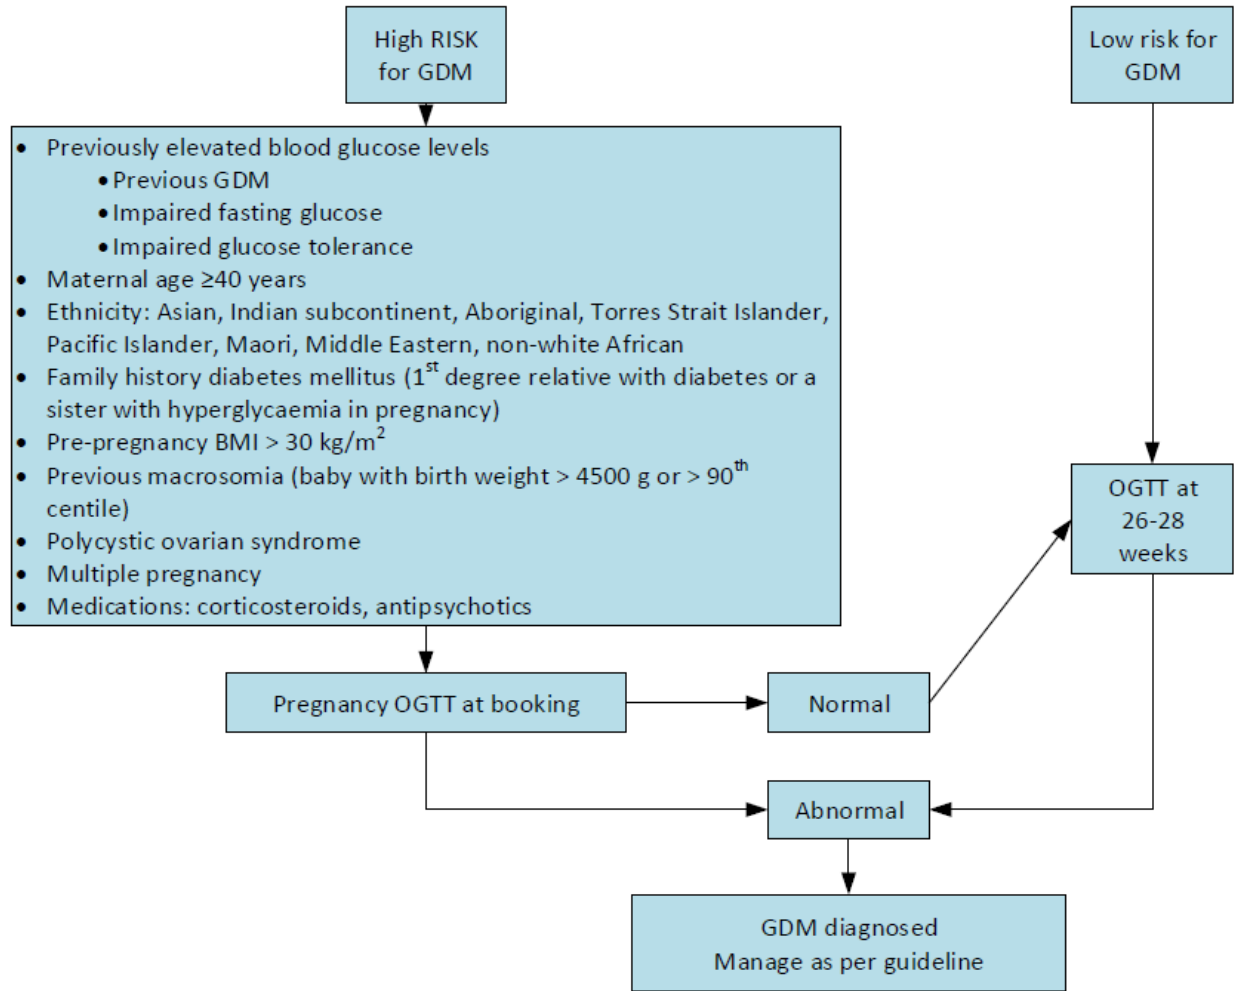 High RISK
for GDM
Low risk for
GDM
• Previously elevated blood glucose levels
• Previous GDM
• Impaired fasting glucose
• Impaired glucose tolerance
• Maternal age ≥40 years
• Ethnicity: Asian, Indian subcontinent, Aboriginal, Torres Strait Islander,
Pacific Islander, Maori, Middle Eastern, non-white African
• Family history diabetes mellitus (1st degree relative with diabetes or a
sister with hyperglycaemia in pregnancy)
• Pre-pregnancy BMI > 30 kg/m²
• Previous macrosomia (baby with birth weight > 4500 g or > 90th
centile)
• Polycystic ovarian syndrome
• Multiple pregnancy
• Medications: corticosteroids, antipsychotics
OGTT at
26-28
weeks
Pregnancy OGTT at booking
Normal
Abnormal
GDM diagnosed
Manage as per guideline